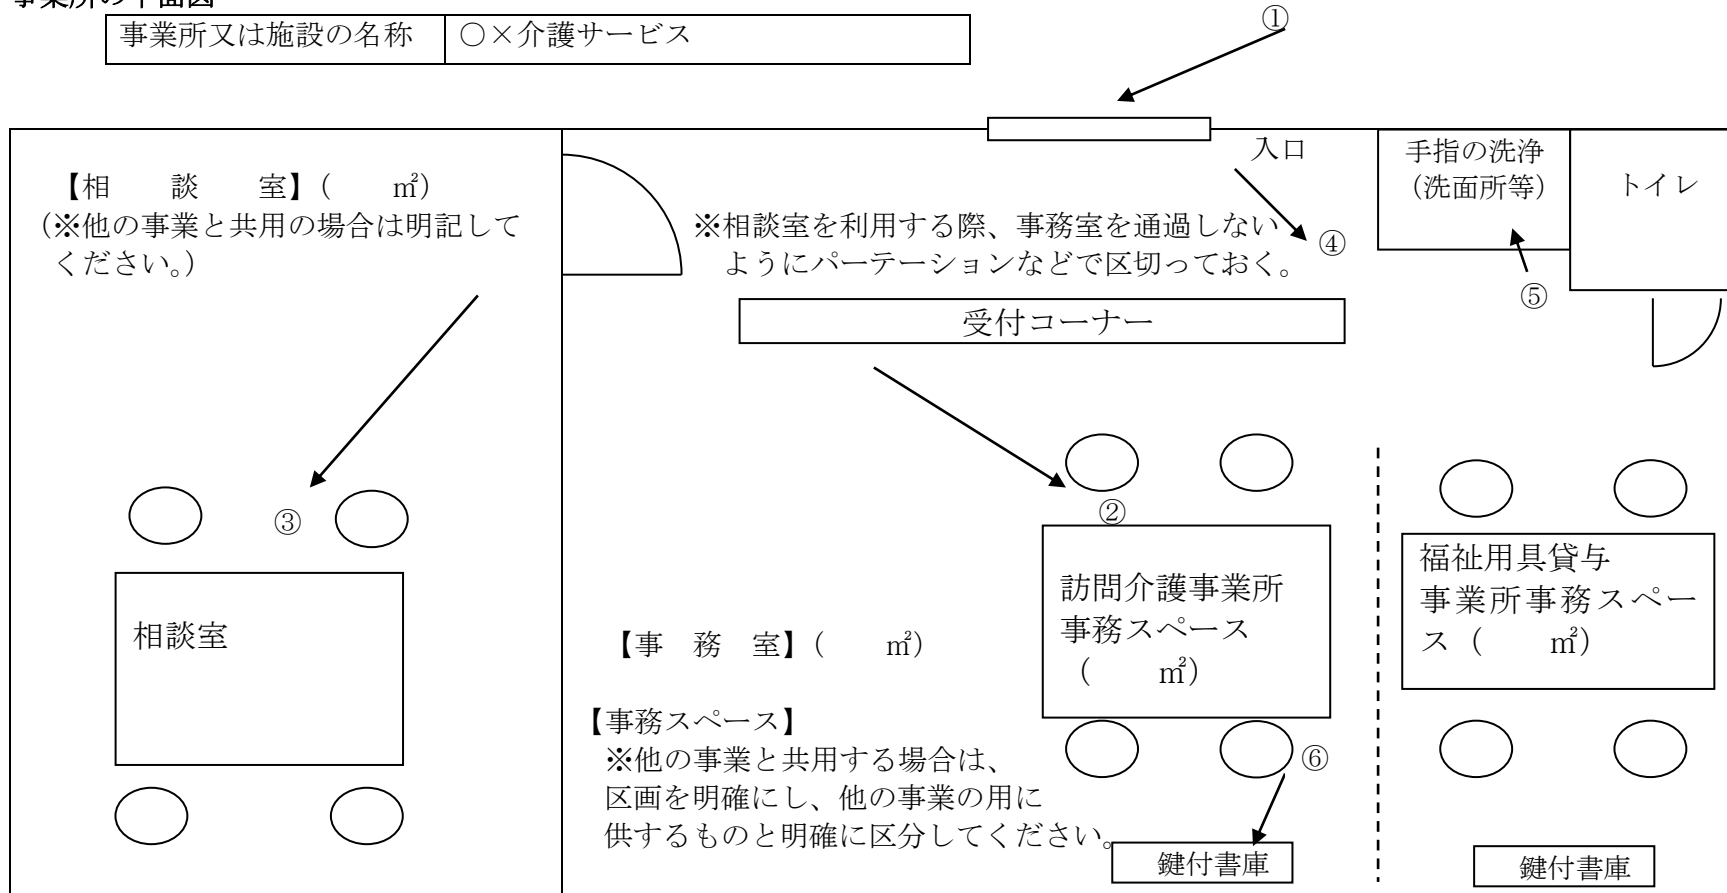 事業所の平面図
事業所又は施設の名称 ○×介護サービス
①
入口
手指の洗浄
（洗面所等）
トイレ
【相　談　室】（　　㎡）
（※他の事業と共用の場合は明記して
ください。）
※相談室を利用する際、事務室を通過しない
ようにパーテーションなどで区切っておく。
④
⑤
受付コーナー
②
③
相談室
訪問介護事業所
事務スペース
（　　㎡）
福祉用具貸与
事業所事務スペー
ス（　　㎡）
【事　務　室】（　　㎡）
【事務スペース】
※他の事業と共用する場合は、
区画を明確にし、他の事業の用に
供するものと明確に区分してください。
⑥
鍵付書庫
鍵付書庫